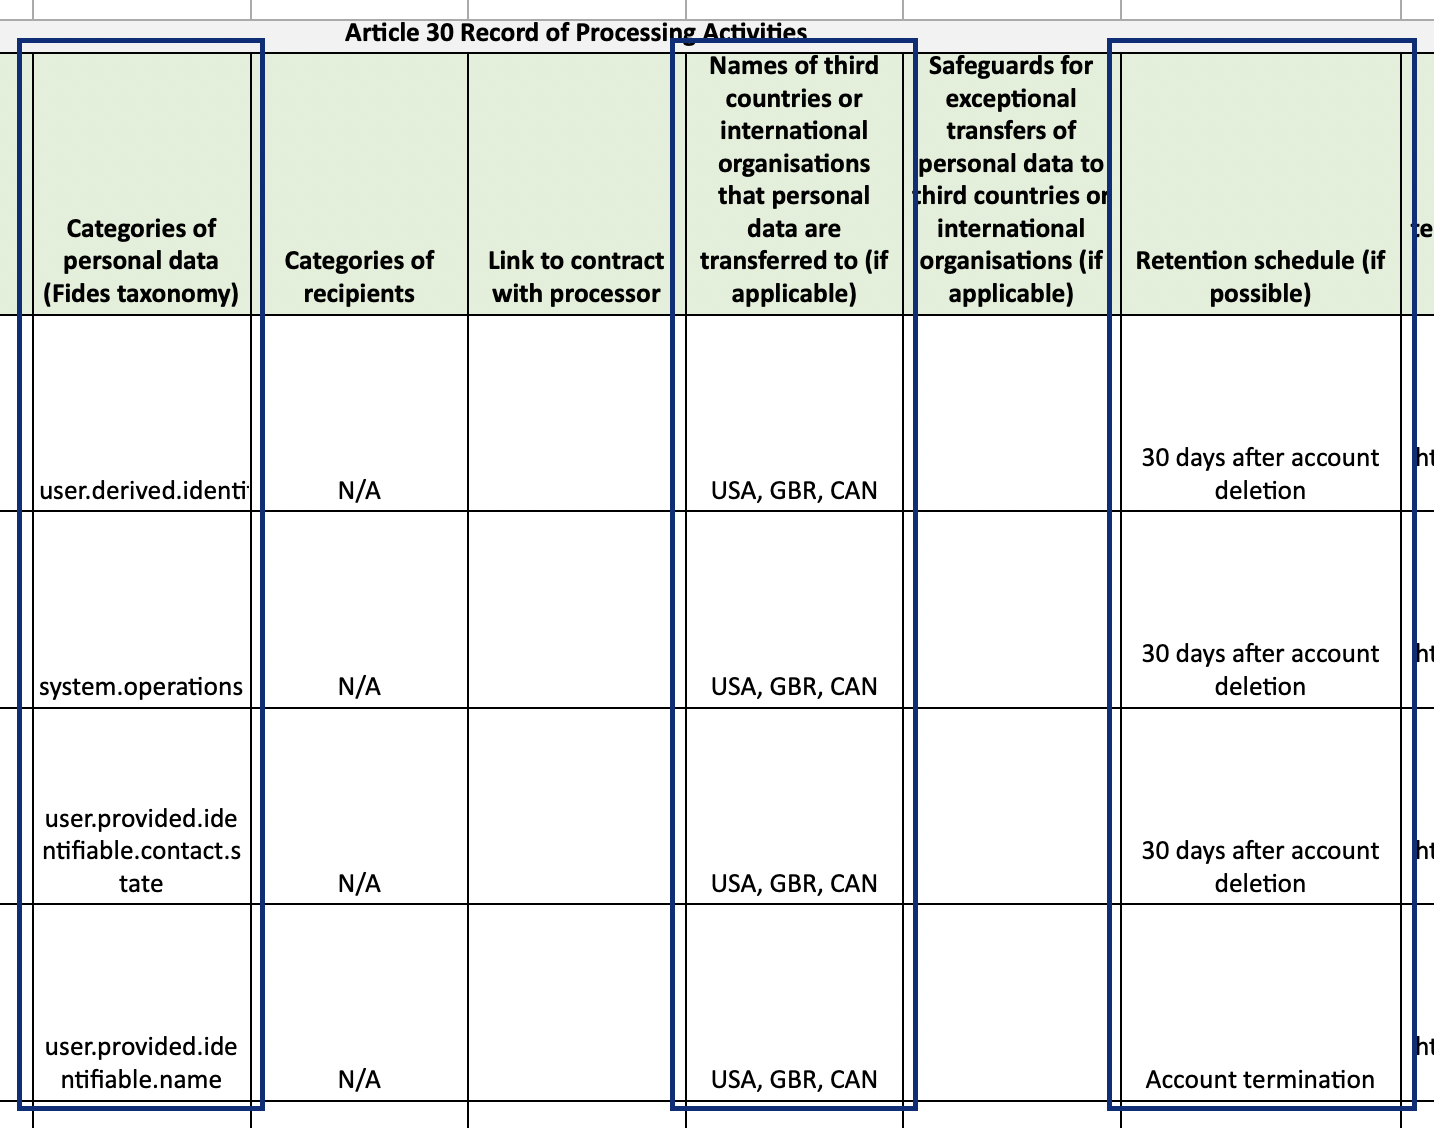 Article 30 Record of Processing Activities
Categories of
personal data
(Fides taxonomy)
Categories of
recipients
Link to contract
with processor
Names of third
countries or
international
organisations
that personal
data are
transferred to (if
applicable)
Safeguards for
exceptional
transfers of
personal data to
third countries or
international
organisations (if
applicable)
Retention schedule (if
possible)
te
user.derived.identi
N/A
USA, GBR, CAN
30 days after account
deletion
ht
system.operations
N/A
USA, GBR, CAN
30 days after account
deletion
ht
user.provided.ide
ntifiable.contact.s
tate
N/A
USA, GBR, CAN
30 days after account
deletion
ht
user.provided.ide
ntifiable.name
N/A
USA, GBR, CAN
Account termination
ht